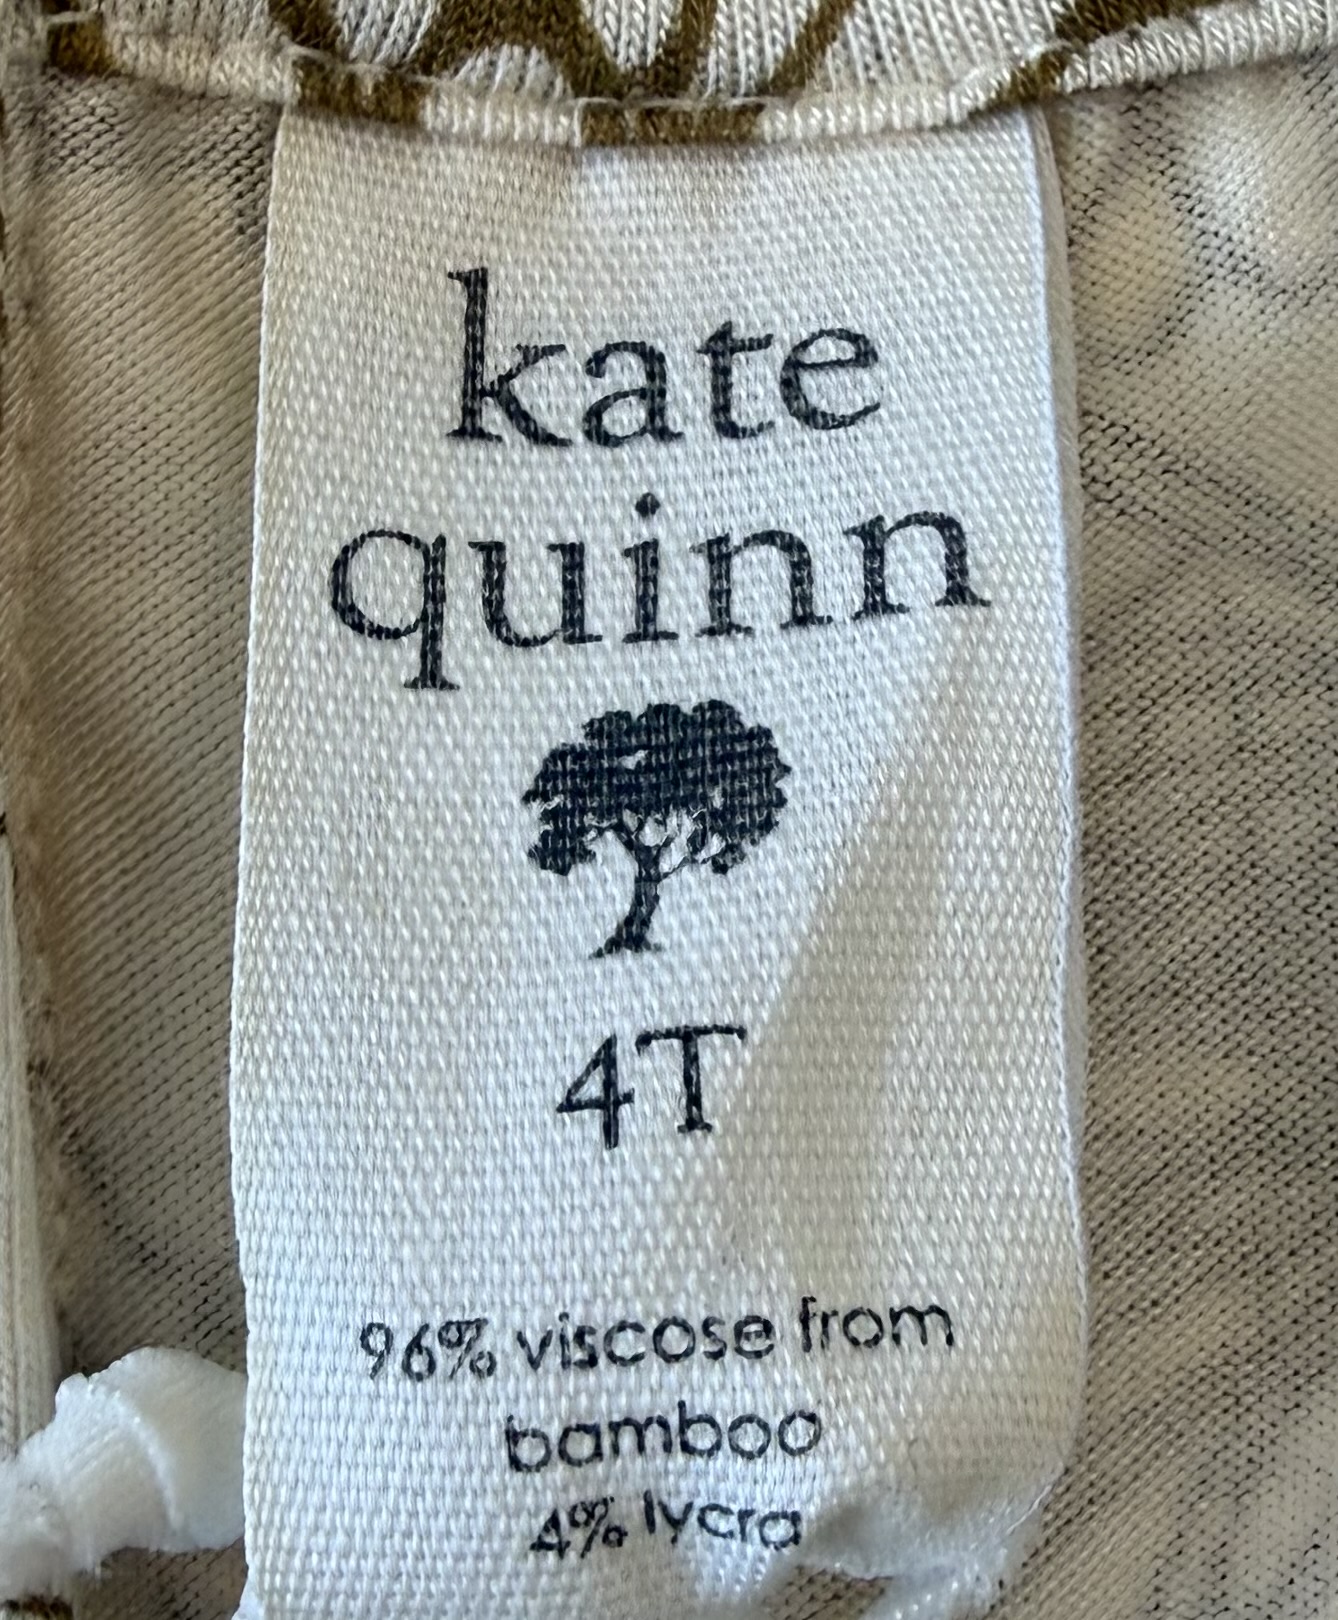 kate
quinn
4T
96% viscose from
bamboo
4% lycra